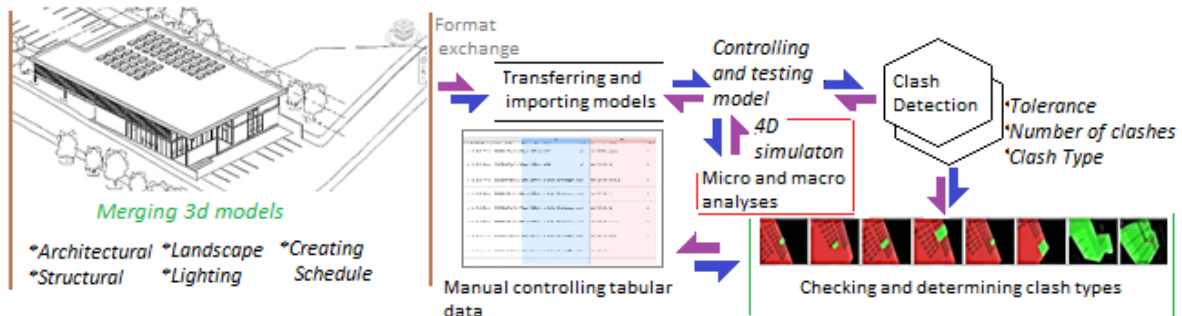 Merging 3d models
*Architectural *Landscape *Creating
*Structural *Lighting Schedule
Format
exchange
Transferring and
importing models
Controlling
and testing
model
4D
simulaton
Micro and macro
analyses
Clash
Detection
*Tolerance
*Number of clashes
*Clash Type
Manual controlling tabular
data
Checking and determining clash types